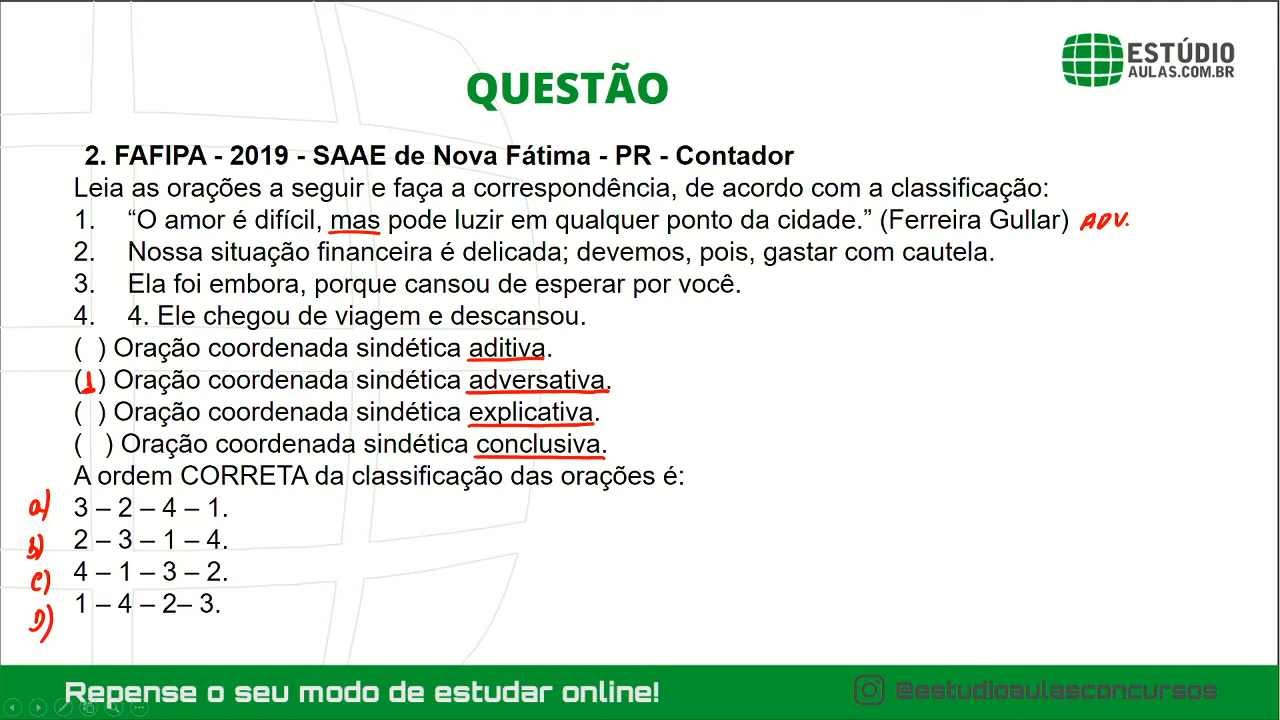 ESTÚDIO
AULAS.COM.BR
QUESTÃO
2. FAFIPA - 2019 - SAAE de Nova Fátima - PR - Contador
Leia as orações a seguir e faça a correspondência, de acordo com a classificação:
1. “O amor é difícil, mas pode luzir em qualquer ponto da cidade.” (Ferreira Gullar) ADV.
2. Nossa situação financeira é delicada; devemos, pois, gastar com cautela.
3. Ela foi embora, porque cansou de esperar por você.
4. 4. Ele chegou de viagem e descansou.
( ) Oração coordenada sindética aditiva.
(1) Oração coordenada sindética adversativa.
( ) Oração coordenada sindética explicativa.
( ) Oração coordenada sindética conclusiva.
A ordem CORRETA da classificação das orações é:
a) 3 – 2 – 4 – 1.
b) 2 – 3 – 1 – 4.
c) 4 – 1 – 3 – 2.
D) 1 – 4 – 2– 3.
Repense o seu modo de estudar online!
@estudioaulasconcursos